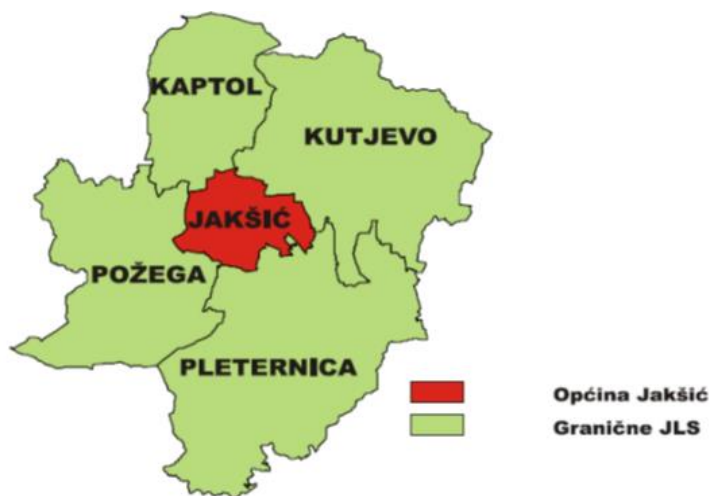 KAPTOL
KUTJEVO
JAKŠIĆ
POŽEGA
PLETERNICA
Općina Jakšić
Granične JLS